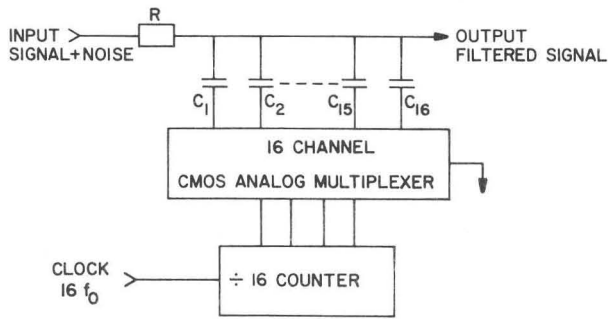 R
INPUT
SIGNAL+NOISE
OUTPUT
FILTERED SIGNAL
C1 C2 C15 C16
16 CHANNEL
CMOS ANALOG MULTIPLEXER
CLOCK
16 f0
÷ 16 COUNTER